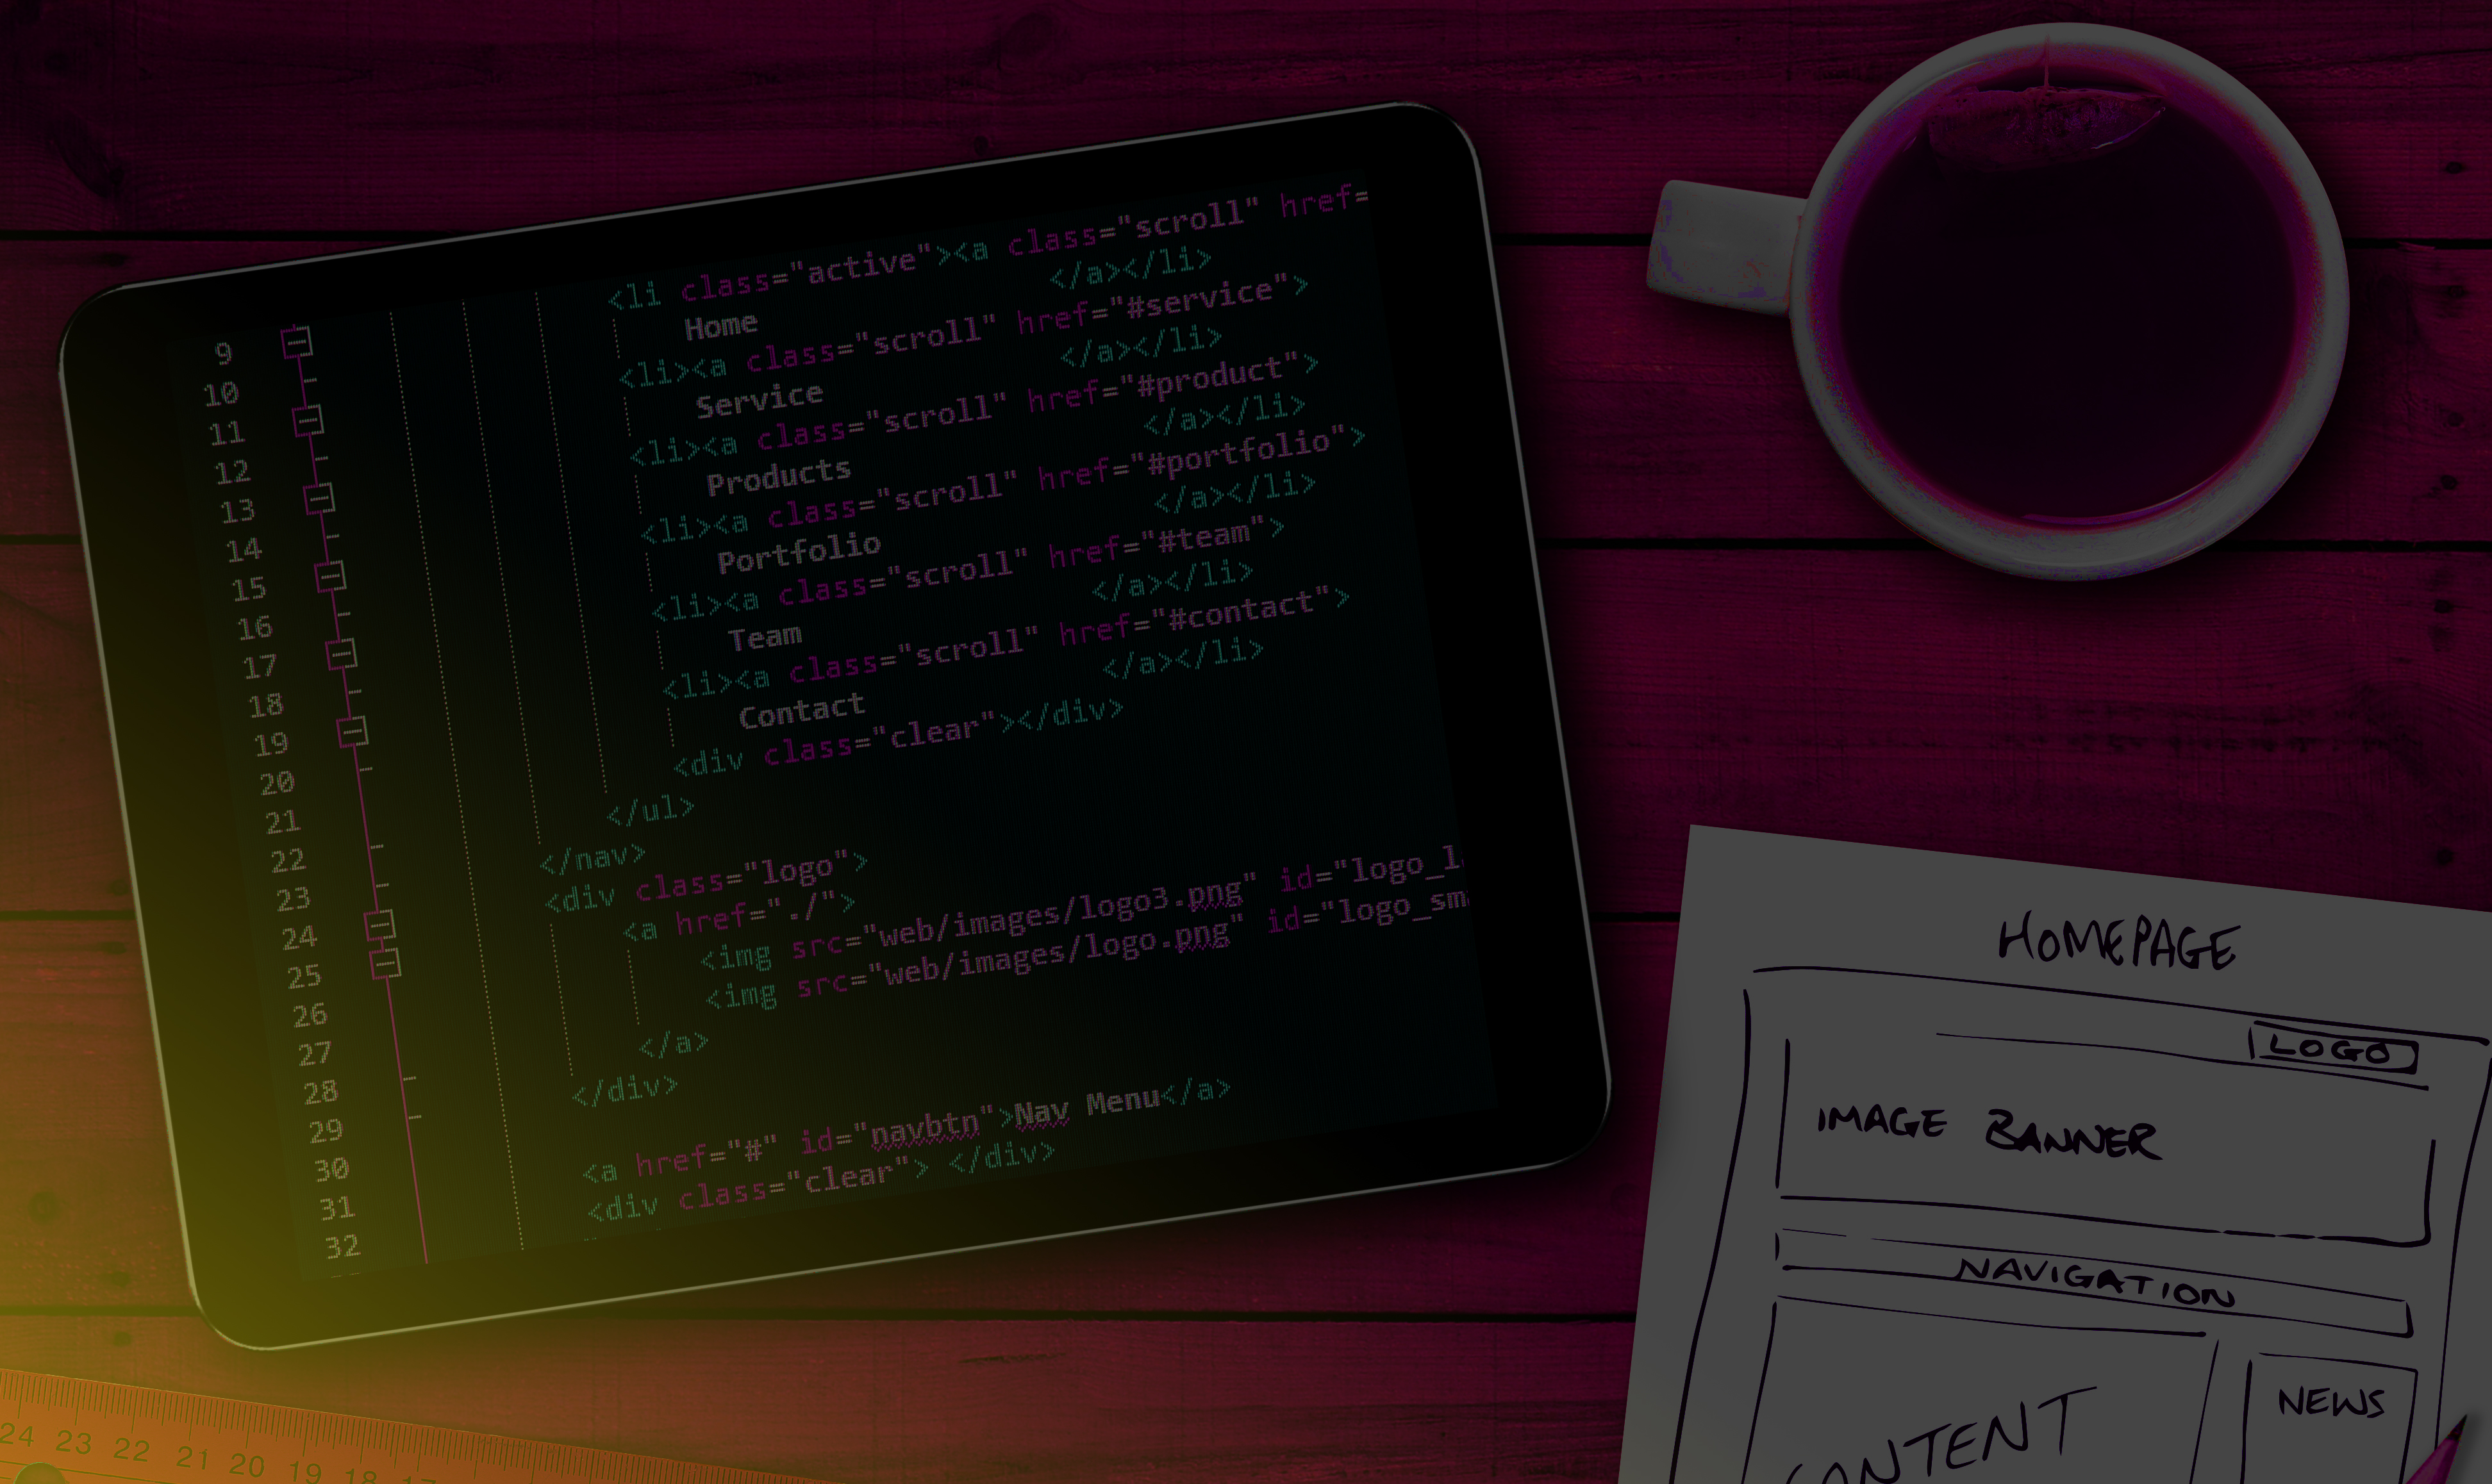 <li class="active"><a class="scroll" href=
Home </a></li>
<li><a class="scroll" href="#service">
Service </a></li>
<li><a class="scroll" href="#product">
Products </a></li>
<li><a class="scroll" href="#portfolio">
Portfolio </a></li>
<li><a class="scroll" href="#team">
Team </a></li>
<li><a class="scroll" href="#contact">
Contact </a></li>
<div class="clear"></div>
</ul>
</nav>
<div class="logo">
<a href="./">
<img src="web/images/logo3.png" id="logo_l
<img src="web/images/logo.png" id="logo_sm
</a>
</div>
<a href="#" id="navbtn">Nav Menu</a>
<div class="clear"> </div>
9
10
11
12
13
14
15
16
17
18
19
20
21
22
23
24
25
26
27
28
29
30
31
32
HOMEPAGE
LOGO
IMAGE BANNER
NAVIGATION
CONTENT
NEWS
24 23 22 21 20 19 18 17